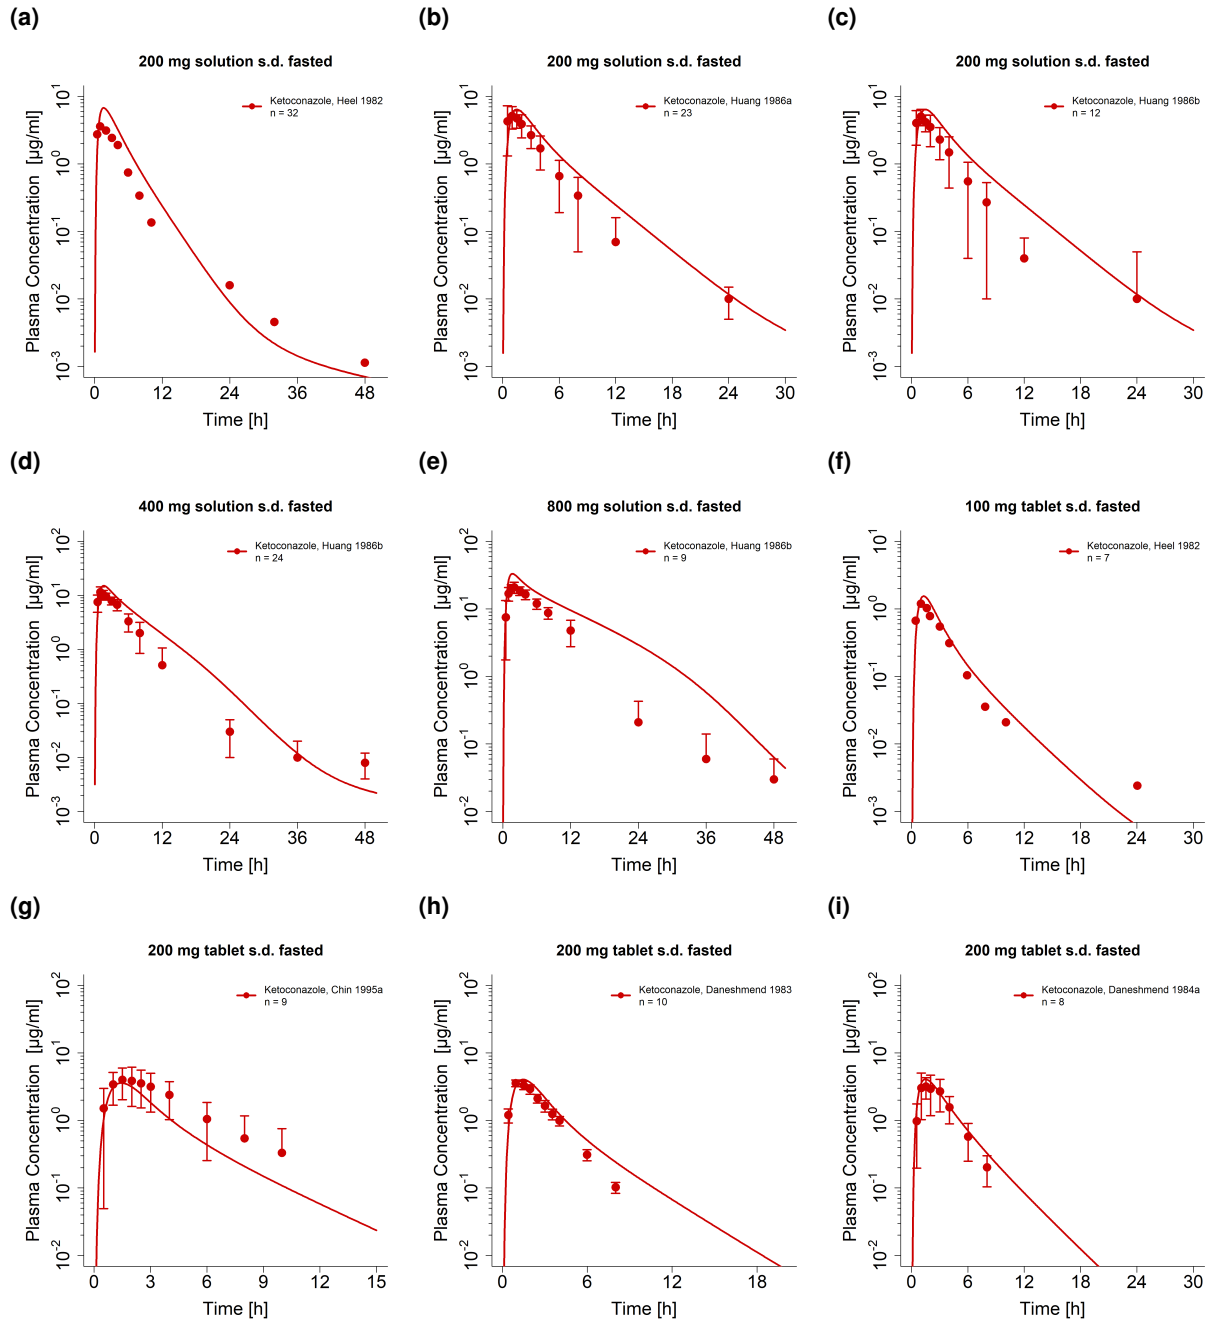 (a)
200 mg solution s.d. fasted
Ketoconazole, Heel 1982
n = 32
Plasma Concentration [µg/ml]
10^1
10^0
10^-1
10^-2
10^-3
0 12 24 36 48
Time [h]
(b)
200 mg solution s.d. fasted
Ketoconazole, Huang 1986a
n = 23
Plasma Concentration [µg/ml]
10^1
10^0
10^-1
10^-2
10^-3
0 6 12 18 24 30
Time [h]
(c)
200 mg solution s.d. fasted
Ketoconazole, Huang 1986b
n = 12
Plasma Concentration [µg/ml]
10^1
10^0
10^-1
10^-2
10^-3
0 6 12 18 24 30
Time [h]
(d)
400 mg solution s.d. fasted
Ketoconazole, Huang 1986b
n = 24
Plasma Concentration [µg/ml]
10^2
10^1
10^0
10^-1
10^-2
10^-3
0 12 24 36 48
Time [h]
(e)
800 mg solution s.d. fasted
Ketoconazole, Huang 1986b
n = 9
Plasma Concentration [µg/ml]
10^2
10^1
10^0
10^-1
10^-2
0 12 24 36 48
Time [h]
(f)
100 mg tablet s.d. fasted
Ketoconazole, Heel 1982
n = 7
Plasma Concentration [µg/ml]
10^1
10^0
10^-1
10^-2
10^-3
0 6 12 18 24 30
Time [h]
(g)
200 mg tablet s.d. fasted
Ketoconazole, Chin 1995a
n = 9
Plasma Concentration [µg/ml]
10^2
10^1
10^0
10^-1
10^-2
0 3 6 9 12 15
Time [h]
(h)
200 mg tablet s.d. fasted
Ketoconazole, Daneshmend 1983
n = 10
Plasma Concentration [µg/ml]
10^2
10^1
10^0
10^-1
10^-2
0 6 12 18
Time [h]
(i)
200 mg tablet s.d. fasted
Ketoconazole, Daneshmend 1984a
n = 8
Plasma Concentration [µg/ml]
10^2
10^1
10^0
10^-1
10^-2
0 6 12 18 24 30
Time [h]